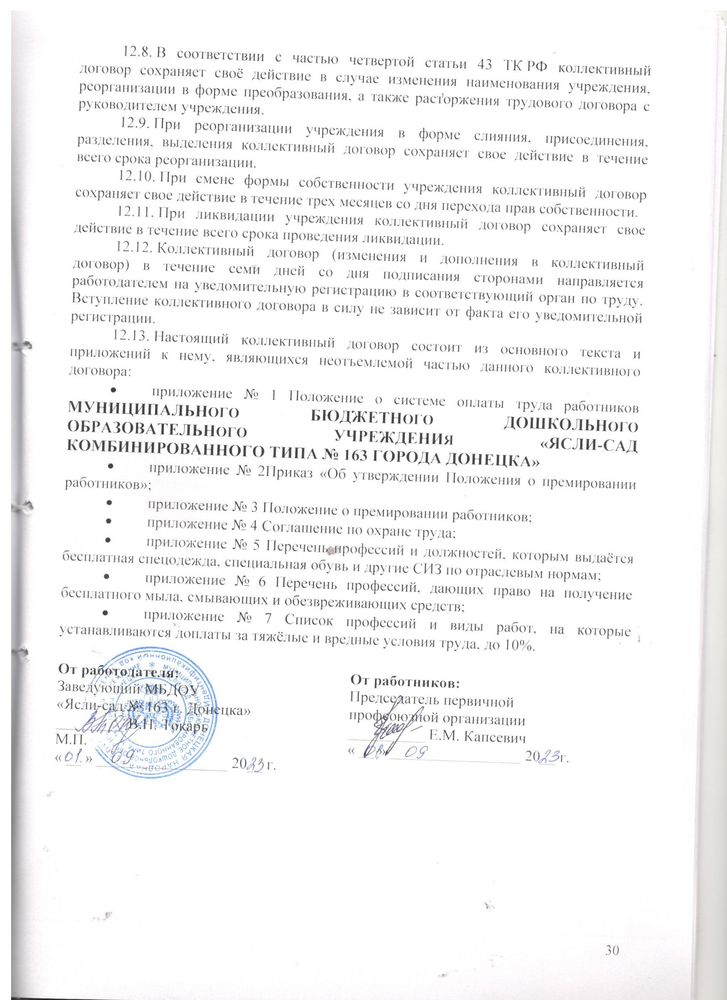 12.8. В соответствии с частью четвертой статьи 43 ТК РФ коллективный
договор сохраняет своё действие в случае изменения наименования учреждения,
реорганизации в форме преобразования, а также расторжения трудового договора с
руководителем учреждения.
12.9. При реорганизации учреждения в форме слияния, присоединения,
разделения, выделения коллективный договор сохраняет свое действие в течение
всего срока реорганизации.
12.10. При смене формы собственности учреждения коллективный договор
сохраняет свое действие в течение трех месяцев со дня перехода прав собственности.
12.11. При ликвидации учреждения коллективный договор сохраняет свое
действие в течение всего срока проведения ликвидации.
12.12. Коллективный договор (изменения и дополнения в коллективный
договор) в течение семи дней со дня подписания сторонами направляется
работодателем на уведомительную регистрацию в соответствующий орган по труду.
Вступление коллективного договора в силу не зависит от факта его уведомительной
регистрации.
12.13. Настоящий коллективный договор состоит из основного текста и
приложений к нему, являющихся неотъемлемой частью данного коллективного
договора:
• приложение № 1 Положение о системе оплаты труда работников
МУНИЦИПАЛЬНОГО БЮДЖЕТНОГО ДОШКОЛЬНОГО
ОБРАЗОВАТЕЛЬНОГО УЧРЕЖДЕНИЯ «ЯСЛИ-САД
КОМБИНИРОВАННОГО ТИПА № 163 ГОРОДА ДОНЕЦКА»
• приложение № 2Приказ «Об утверждении Положения о премировании
работников»;
• приложение № 3 Положение о премировании работников;
• приложение № 4 Соглашение по охране труда;
• приложение № 5 Перечень профессий и должностей, которым выдаётся
бесплатная спецодежда, специальная обувь и другие СИЗ по отраслевым нормам;
• приложение № 6 Перечень профессий, дающих право на получение
бесплатного мыла, смывающих и обезвреживающих средств;
• приложение № 7 Список профессий и виды работ, на которые
устанавливаются доплаты за тяжёлые и вредные условия труда, до 10%.
От работодателя:
Заведующий МБДОУ
«Ясли-сад № 163 г. Донецка»
В.Н. Токарь
М.П.
«01.» 09 2023 г.
От работников:
Председатель первичной
профсоюзной организации
Е.М. Капсевич
«01.» 09 2023г.
30